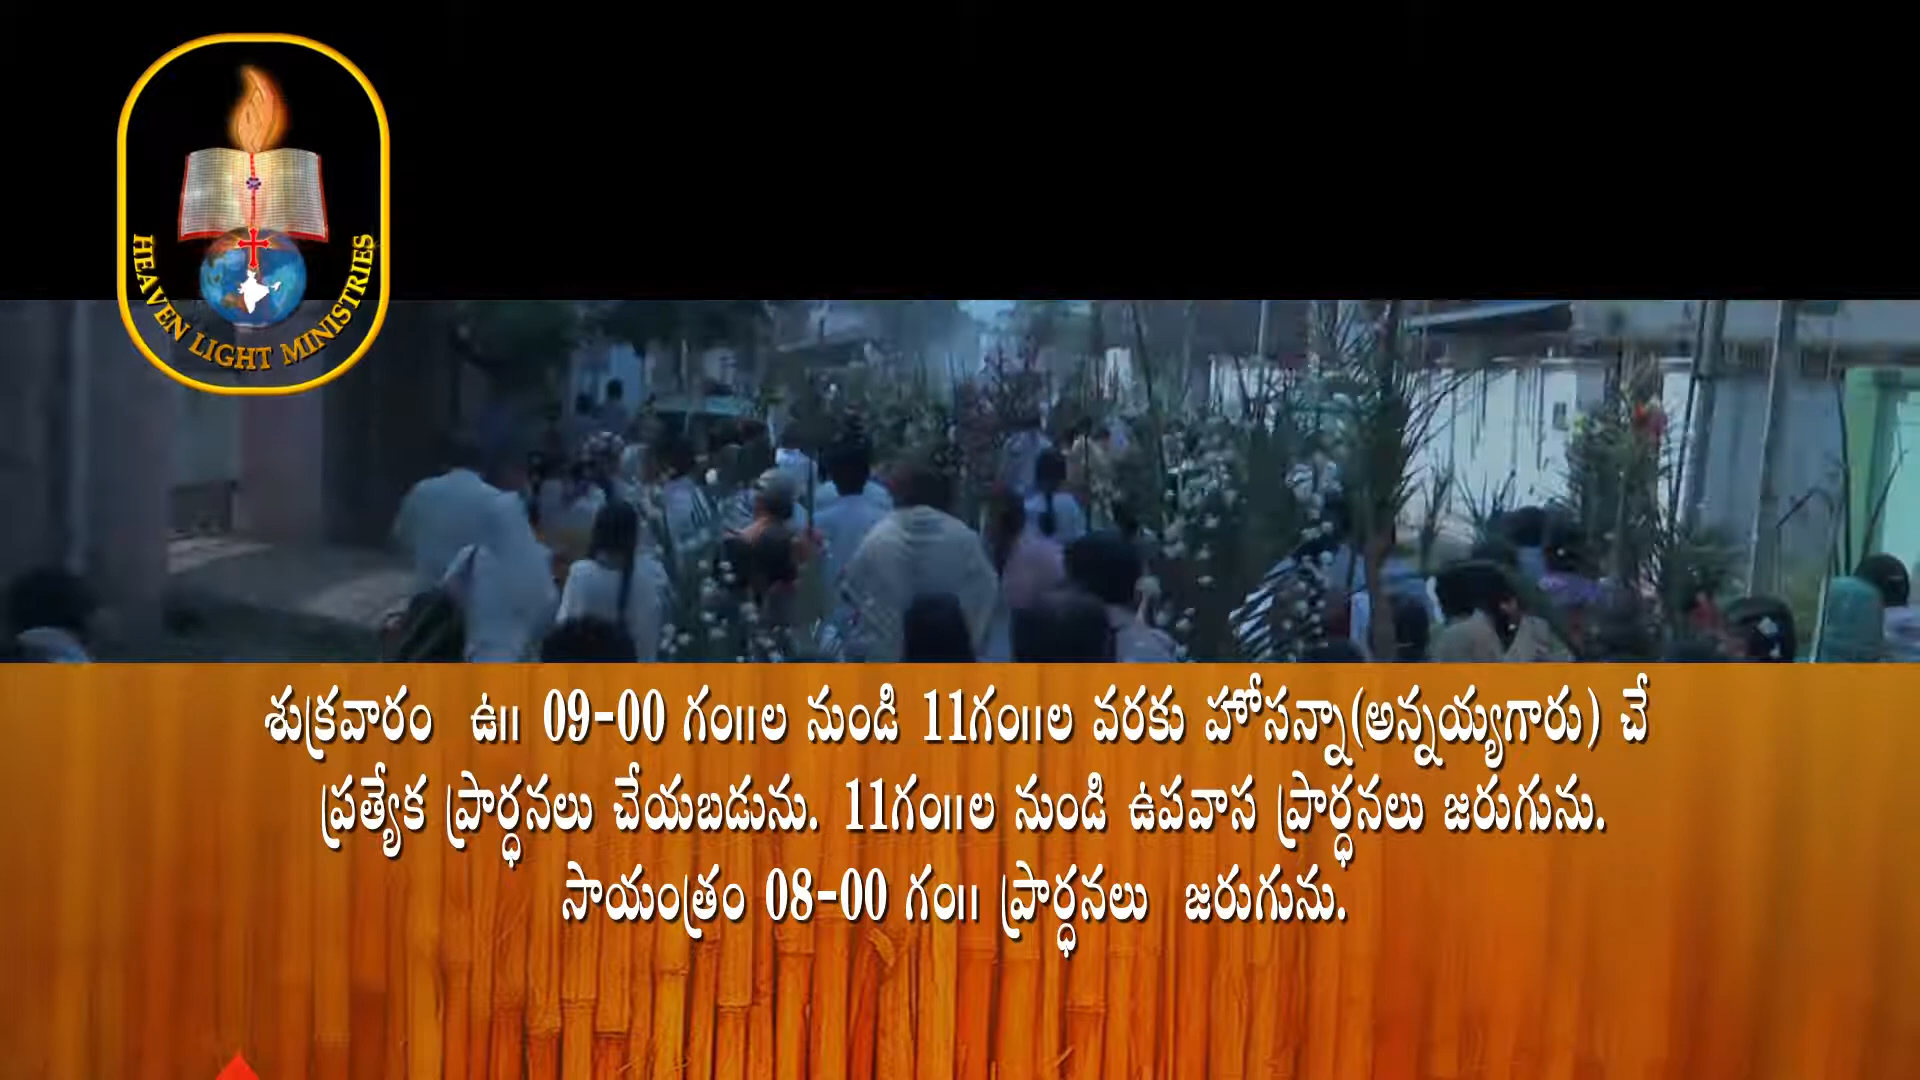 HEAVEN LIGHT MINISTRIES
శుక్రవారం ఉ॥ 09-00 గం॥ల నుండి 11గం॥ల వరకు హోసన్నా(అన్నయ్యగారు) చే
ప్రత్యేక ప్రార్ధనలు చేయబడును. 11గం॥ల నుండి ఉపవాస ప్రార్ధనలు జరుగును.
సాయంత్రం 08-00 గం॥ ప్రార్ధనలు జరుగును.